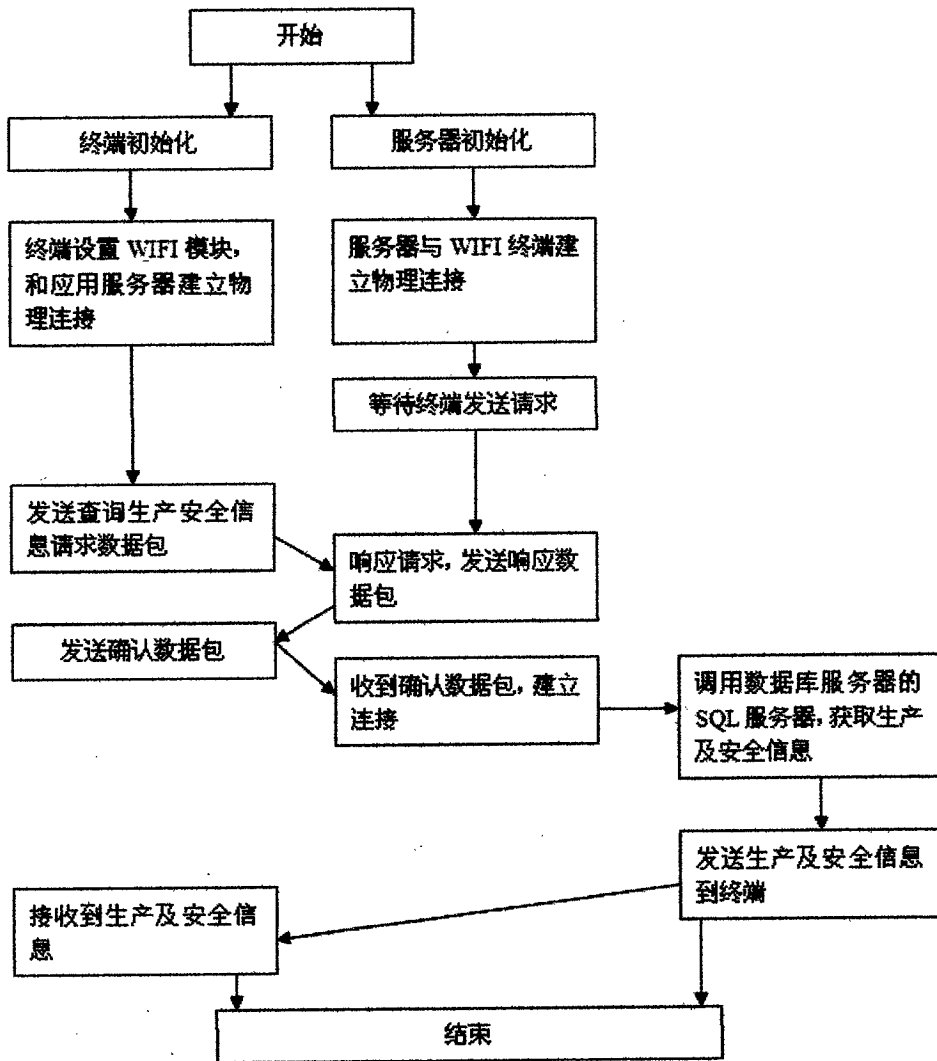 开始
终端初始化
服务器初始化
终端设置 WIFI 模块，
和应用服务器建立物
理连接
服务器与 WIFI 终端建
立物理连接
等待终端发送请求
发送查询生产安全信
息请求数据包
响应请求，发送响应数
据包
发送确认数据包
收到确认数据包，建立
连接
调用数据库服务器的
SQL 服务器，获取生产
及安全信息
发送生产及安全信息
到终端
接收到生产及安全信
息
结束